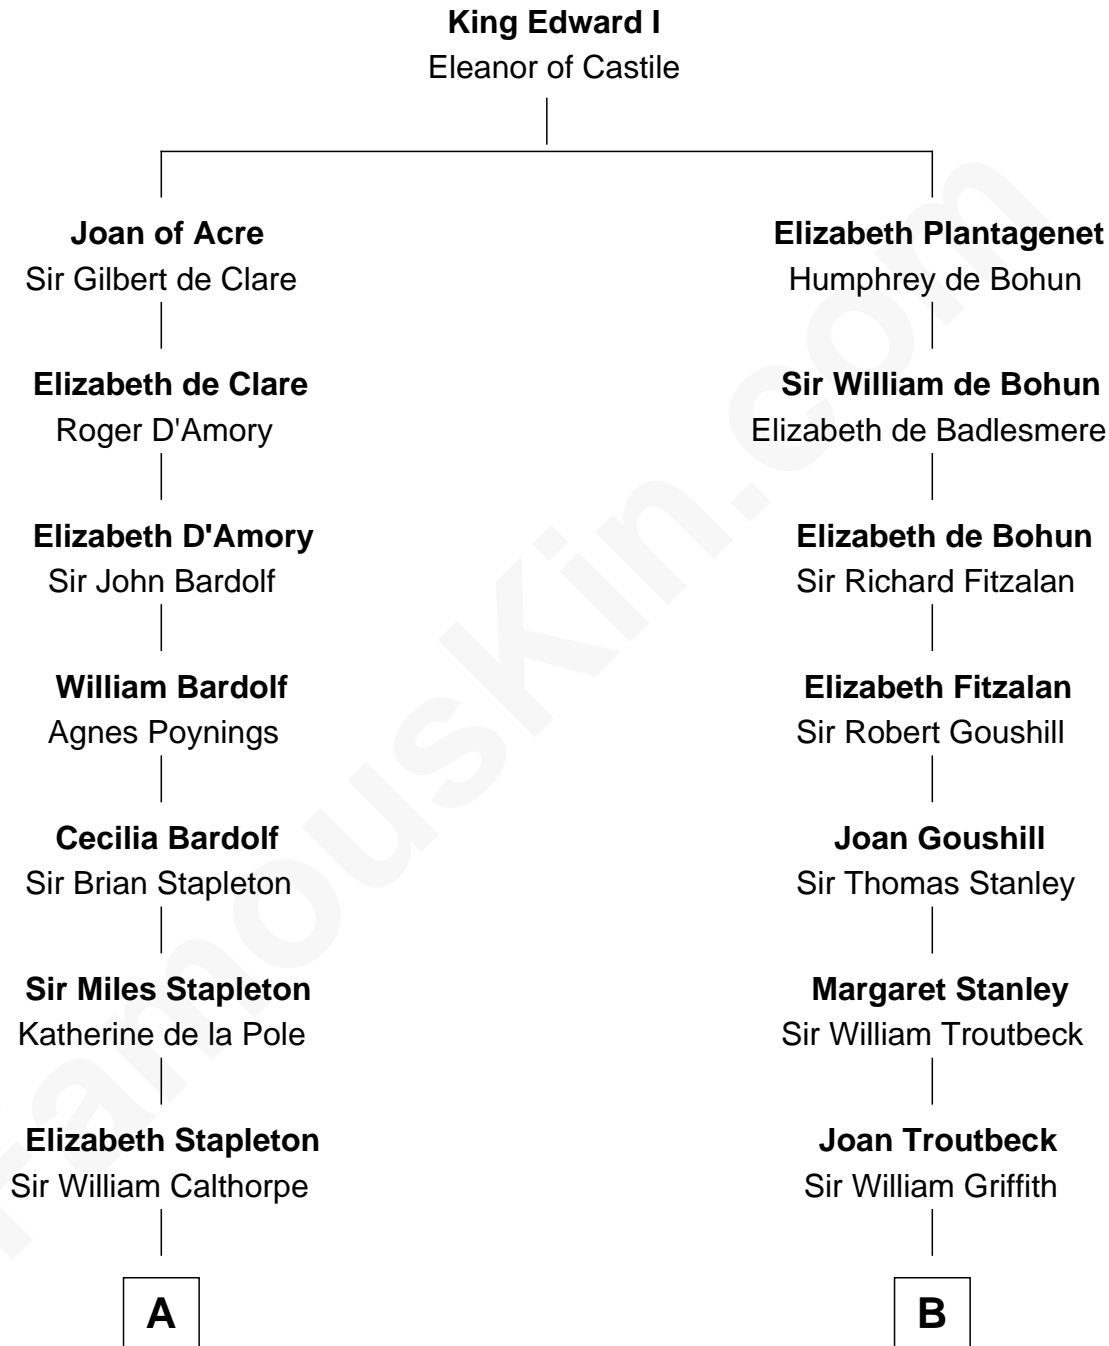 King Edward I
Eleanor of Castile
Joan of Acre
Sir Gilbert de Clare
Elizabeth Plantagenet
Humphrey de Bohun
Elizabeth de Clare
Roger D'Amory
Sir William de Bohun
Elizabeth de Badlesmere
Elizabeth D'Amory
Sir John Bardolf
Elizabeth de Bohun
Sir Richard Fitzalan
William Bardolf
Agnes Poynings
Elizabeth Fitzalan
Sir Robert Goushill
Cecilia Bardolf
Sir Brian Stapleton
Joan Goushill
Sir Thomas Stanley
Sir Miles Stapleton
Katherine de la Pole
Margaret Stanley
Sir William Troutbeck
Elizabeth Stapleton
Sir William Calthorpe
Joan Troutbeck
Sir William Griffith
A
B
FamousKin.com